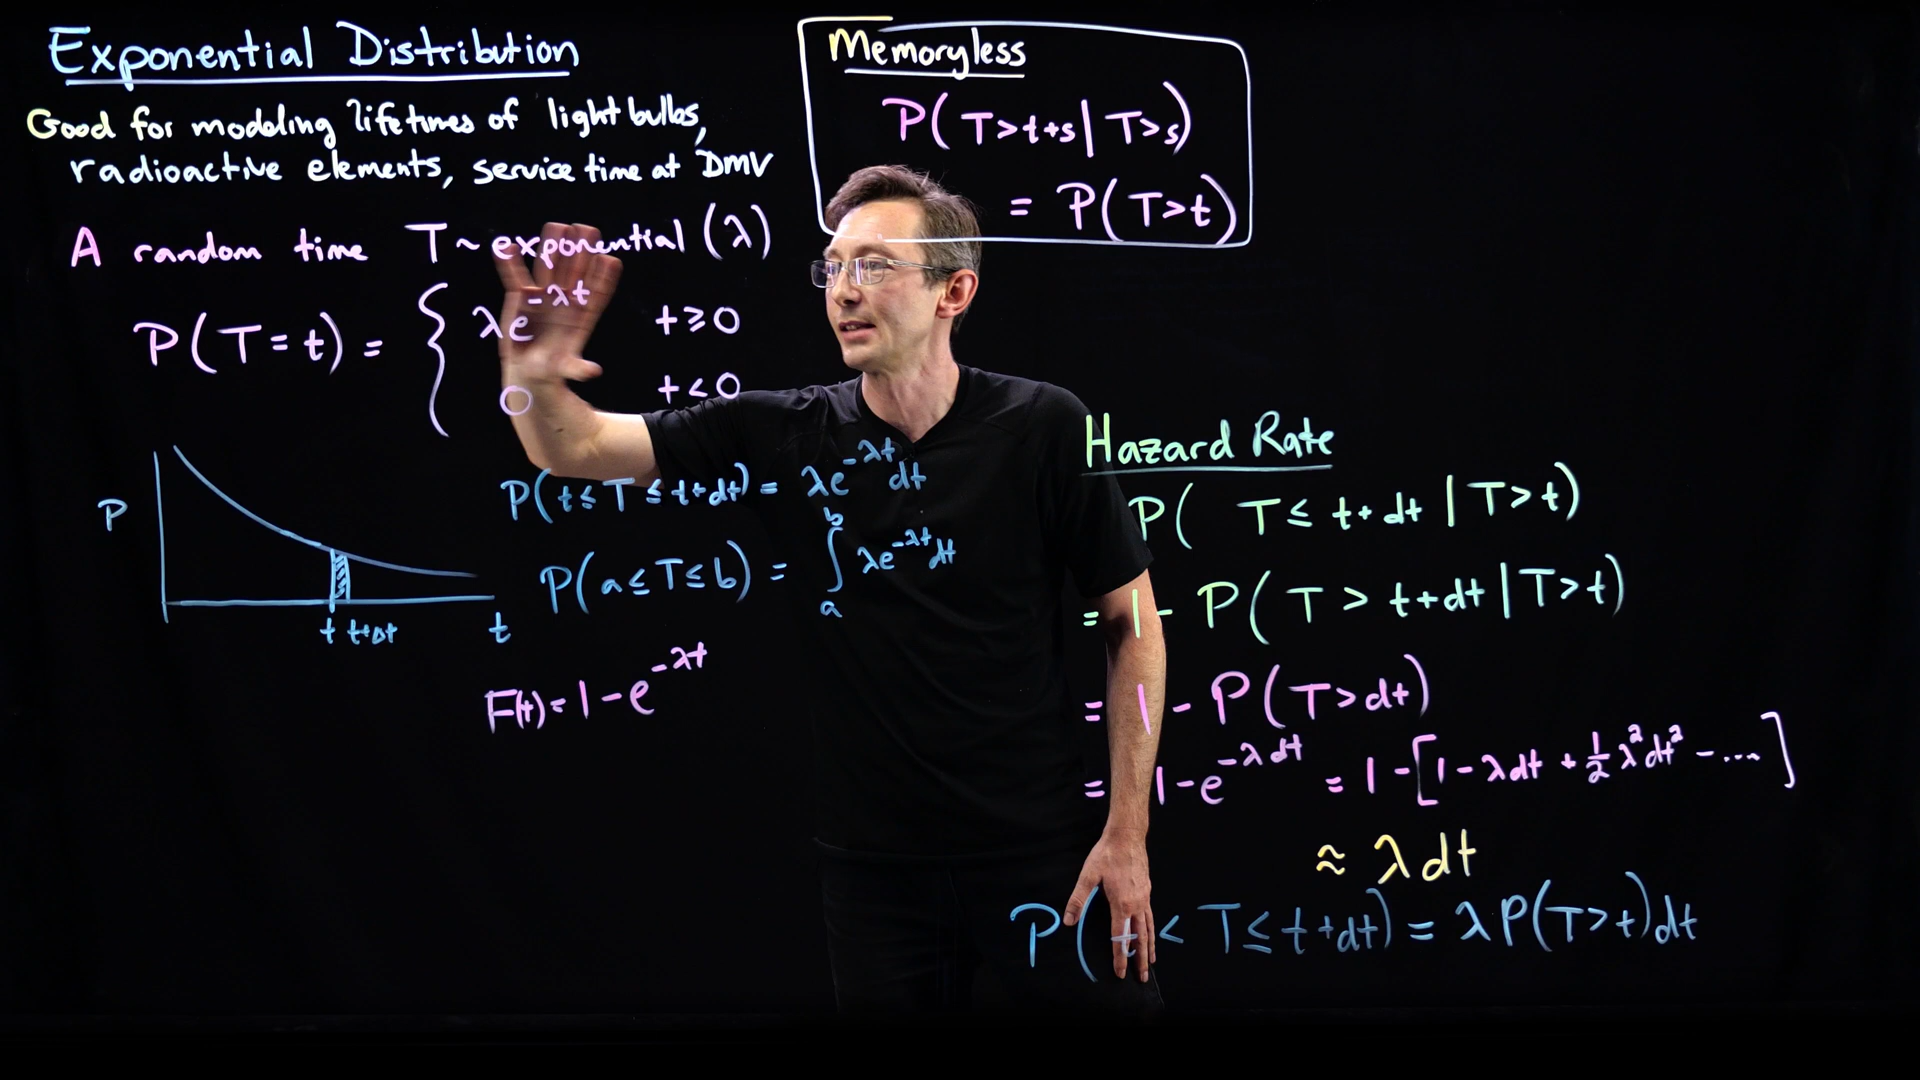 Exponential Distribution
Good for modeling lifetimes of light bulbs,
radioactive elements, service time at DMV
A random time T ~ exponential (λ)
P(T=t) = { λe^{-λt} t≥0
0 t<0
P
t t+Δt t
P(t≤T≤t+dt) = λe^{-λt}dt
P(a≤T≤b) = ∫_a^b λe^{-λt}dt
F(t) = 1-e^{-λt}
Memoryless
P(T>t+s|T>s)
= P(T>t)
Hazard Rate
P( T≤ t+dt | T>t)
= 1- P( T > t+dt | T>t)
= 1 - P(T>dt)
= 1-e^{-λdt} = 1-[1-λdt + ½λ²dt² - ....]
≈ λdt
P(t < T ≤ t+dt) = λP(T>t)dt